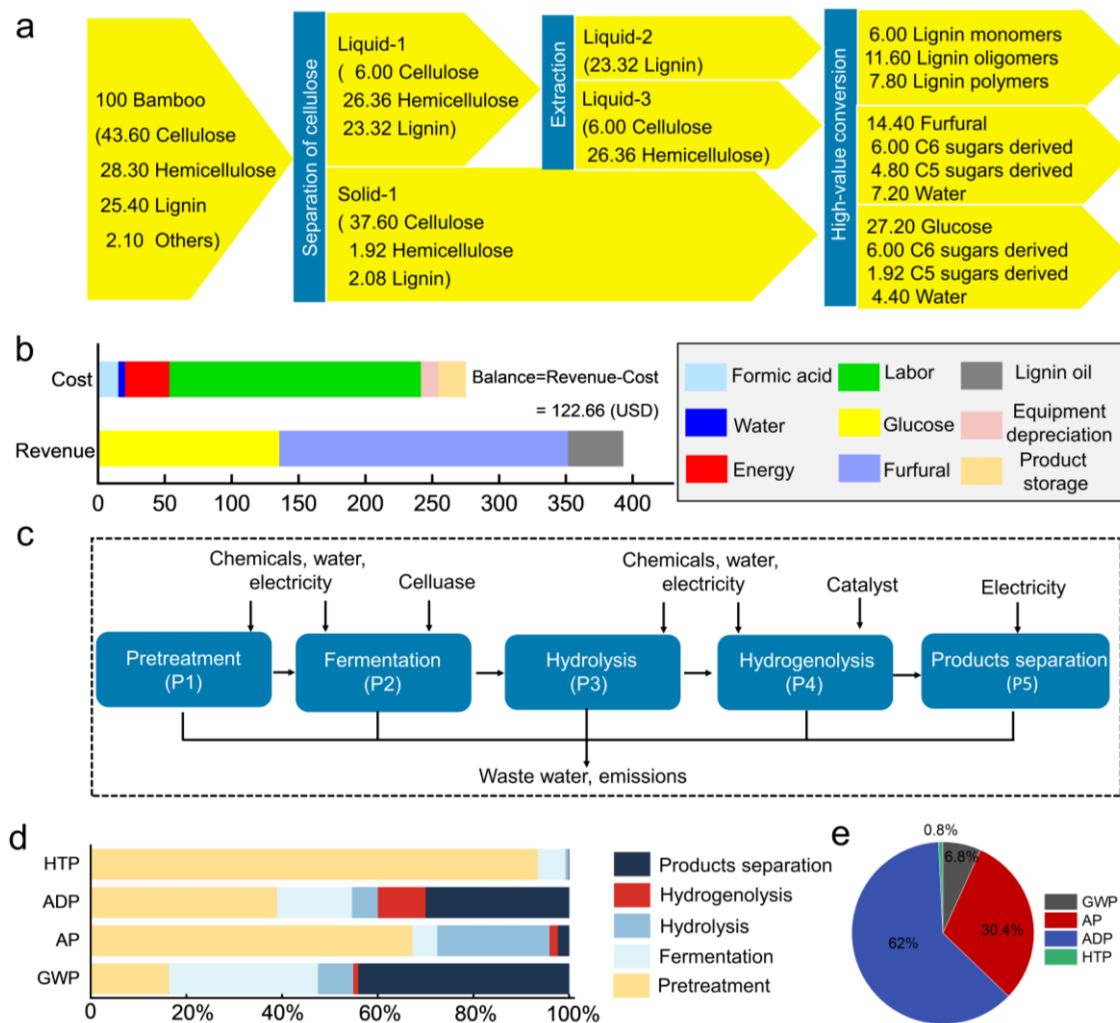 a
100 Bamboo
(43.60 Cellulose
28.30 Hemicellulose
25.40 Lignin
2.10 Others)
Separation of cellulose
Liquid-1
( 6.00 Cellulose
26.36 Hemicellulose
23.32 Lignin)
Solid-1
( 37.60 Cellulose
1.92 Hemicellulose
2.08 Lignin)
Extraction
Liquid-2
(23.32 Lignin)
Liquid-3
(6.00 Cellulose
26.36 Hemicellulose)
High-value conversion
6.00 Lignin monomers
11.60 Lignin oligomers
7.80 Lignin polymers
14.40 Furfural
6.00 C6 sugars derived
4.80 C5 sugars derived
7.20 Water
27.20 Glucose
6.00 C6 sugars derived
1.92 C5 sugars derived
4.40 Water
b
Cost
Revenue
Balance=Revenue-Cost
= 122.66 (USD)
0 50 100 150 200 250 300 350 400
Formic acid
Water
Energy
Labor
Glucose
Furfural
Lignin oil
Equipment
depreciation
Product
storage
c
Chemicals, water,
electricity
Celluase
Chemicals, water,
electricity
Catalyst
Electricity
Pretreatment
(P1)
Fermentation
(P2)
Hydrolysis
(P3)
Hydrogenolysis
(P4)
Products separation
(P5)
Waste water, emissions
d
HTP
ADP
AP
GWP
0 20% 40% 60% 80% 100%
Products separation
Hydrogenolysis
Hydrolysis
Fermentation
Pretreatment
e
0.8%
6.8%
30.4%
62%
GWP
AP
ADP
HTP